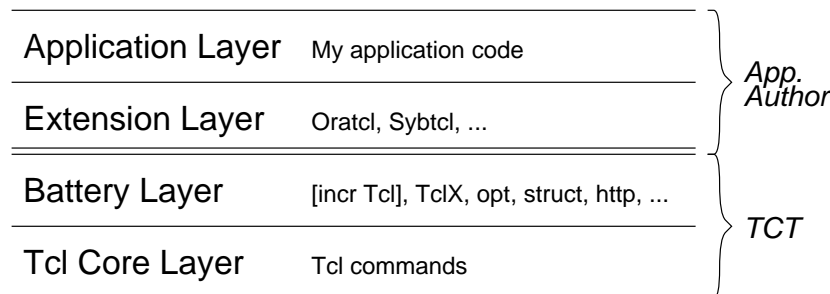 Application Layer My application code
App.
Author
Extension Layer Oratcl, Sybtcl, ...
Battery Layer [incr Tcl], TclX, opt, struct, http, ...
TCT
Tcl Core Layer Tcl commands